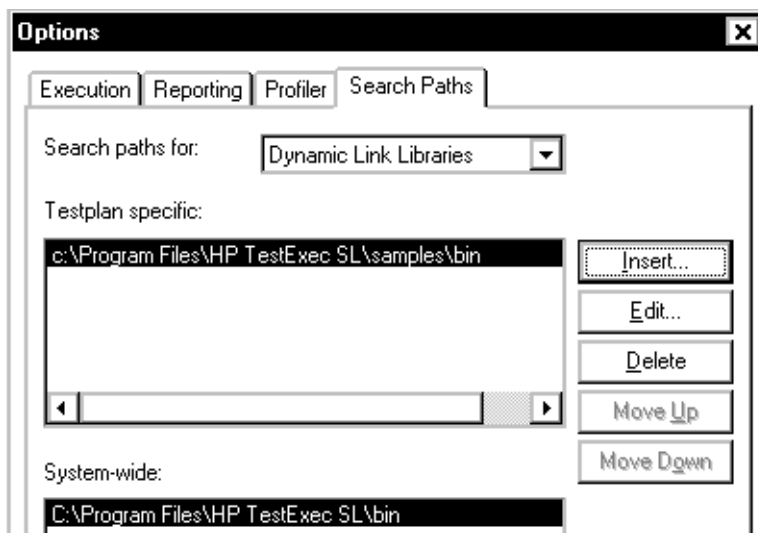 Options
Execution Reporting Profiler Search Paths
Search paths for: Dynamic Link Libraries
Testplan specific:
c:\Program Files\HP TestExec SL\samples\bin
Insert...
Edit...
Delete
Move Up
Move Down
System-wide:
C:\Program Files\HP TestExec SL\bin